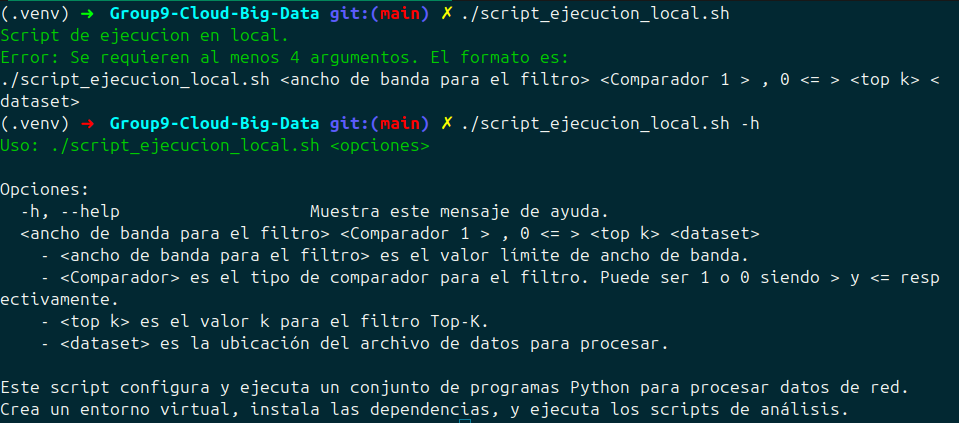 (.venv) ➜  Group9-Cloud-Big-Data git:(main) ✗ ./script_ejecucion_local.sh
Script de ejecucion en local.
Error: Se requieren al menos 4 argumentos. El formato es:
./script_ejecucion_local.sh <ancho de banda para el filtro> <Comparador 1 > , 0 <= > <top k> <
dataset>
(.venv) ➜  Group9-Cloud-Big-Data git:(main) ✗ ./script_ejecucion_local.sh -h
Uso: ./script_ejecucion_local.sh <opciones>

Opciones:
  -h, --help                   Muestra este mensaje de ayuda.
  <ancho de banda para el filtro> <Comparador 1 > , 0 <= > <top k> <dataset>
    - <ancho de banda para el filtro> es el valor límite de ancho de banda.
    - <Comparador> es el tipo de comparador para el filtro. Puede ser 1 o 0 siendo > y <= resp
ectivamente.
    - <top k> es el valor k para el filtro Top-K.
    - <dataset> es la ubicación del archivo de datos para procesar.

Este script configura y ejecuta un conjunto de programas Python para procesar datos de red.
Crea un entorno virtual, instala las dependencias, y ejecuta los scripts de análisis.